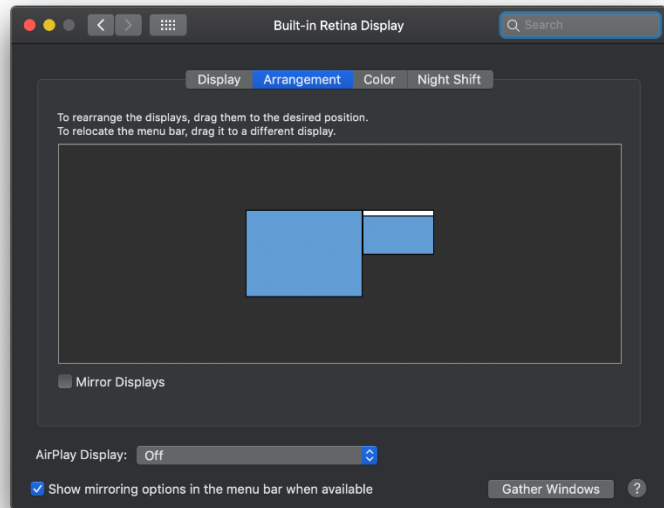 Built-in Retina Display
Search
Display Arrangement Color Night Shift
To rearrange the displays, drag them to the desired position.
To relocate the menu bar, drag it to a different display.
Mirror Displays
AirPlay Display: Off
Show mirroring options in the menu bar when available
Gather Windows ?